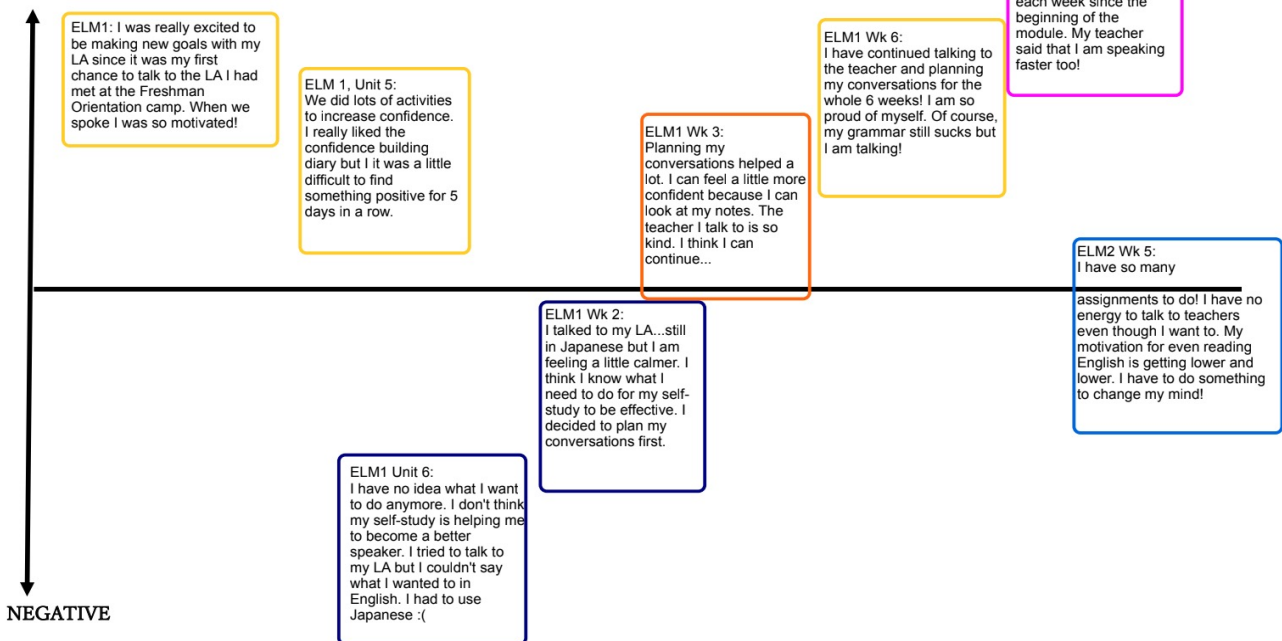 ELM1: I was really excited to
be making new goals with my
LA since it was my first
chance to talk to the LA I had
met at the Freshman
Orientation camp. When we
spoke I was so motivated!
ELM 1, Unit 5:
We did lots of activities
to increase confidence.
I really liked the
confidence building
diary but I it was a little
difficult to find
something positive for 5
days in a row.
ELM1 Unit 6:
I have no idea what I want
to do anymore. I don't think
my self-study is helping me
to become a better
speaker. I tried to talk to
my LA but I couldn't say
what I wanted to in
English. I had to use
Japanese :(
ELM1 Wk 2:
I talked to my LA...still
in Japanese but I am
feeling a little calmer. I
think I know what I
need to do for my self-
study to be effective. I
decided to plan my
conversations first.
ELM1 Wk 3:
Planning my
conversations helped a
lot. I can feel a little more
confident because I can
look at my notes. The
teacher I talk to is so
kind. I think I can
continue...
ELM1 Wk 6:
I have continued talking to
the teacher and planning
my conversations for the
whole 6 weeks! I am so
proud of myself. Of course,
my grammar still sucks but
I am talking!
each week since the
beginning of the
module. My teacher
said that I am speaking
faster too!
ELM2 Wk 5:
I have so many
assignments to do! I have no
energy to talk to teachers
even though I want to. My
motivation for even reading
English is getting lower and
lower. I have to do something
to change my mind!
NEGATIVE